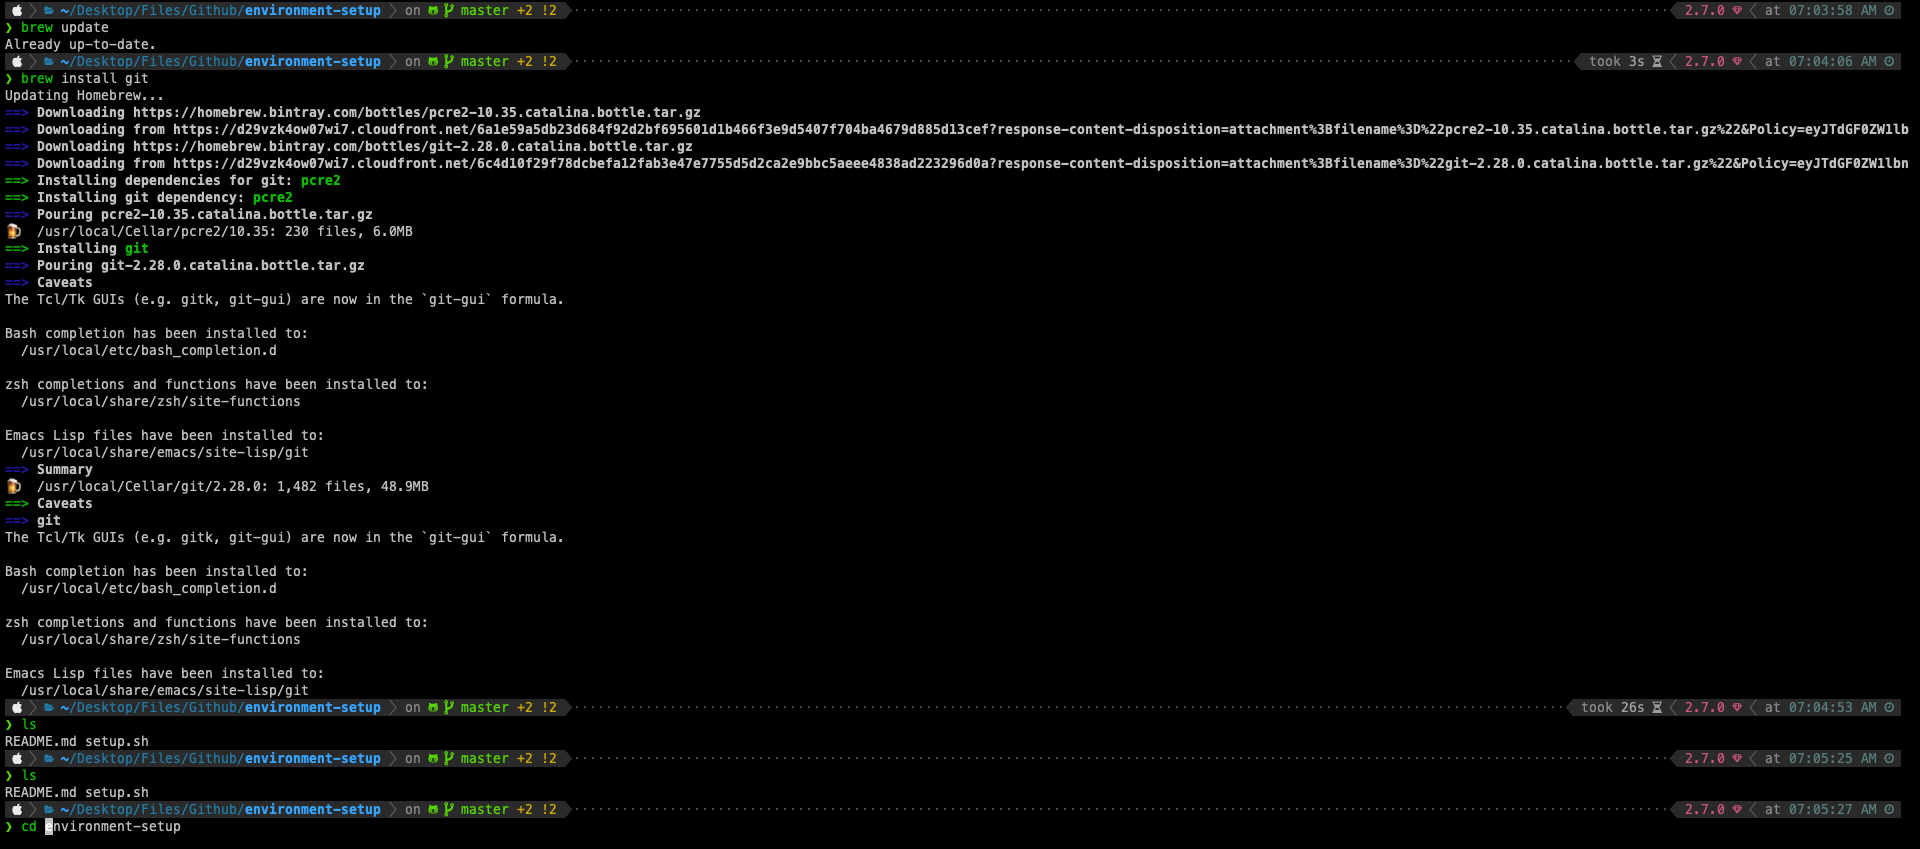 ~/Desktop/Files/Github/environment-setup on master +2 !2 2.7.0 at 07:03:58 AM
❯ brew update
Already up-to-date.
~/Desktop/Files/Github/environment-setup on master +2 !2 took 3s 2.7.0 at 07:04:06 AM
❯ brew install git
Updating Homebrew...
==> Downloading https://homebrew.bintray.com/bottles/pcre2-10.35.catalina.bottle.tar.gz
==> Downloading from https://d29vzk4ow07wi7.cloudfront.net/6a1e59a5db23d684f92d2bf695601d1b466f3e9d5407f704ba4679d885d13cef?response-content-disposition=attachment%3Bfilename%3D%22pcre2-10.35.catalina.bottle.tar.gz%22&Policy=eyJTdGF0ZW1lb
==> Downloading https://homebrew.bintray.com/bottles/git-2.28.0.catalina.bottle.tar.gz
==> Downloading from https://d29vzk4ow07wi7.cloudfront.net/6c4d10f29f78dcbefa12fab3e47e7755d5d2ca2e9bbc5aeee4838ad223296d0a?response-content-disposition=attachment%3Bfilename%3D%22git-2.28.0.catalina.bottle.tar.gz%22&Policy=eyJTdGF0ZW1lbn
==> Installing dependencies for git: pcre2
==> Installing git dependency: pcre2
==> Pouring pcre2-10.35.catalina.bottle.tar.gz
🍺 /usr/local/Cellar/pcre2/10.35: 230 files, 6.0MB
==> Installing git
==> Pouring git-2.28.0.catalina.bottle.tar.gz
==> Caveats
The Tcl/Tk GUIs (e.g. gitk, git-gui) are now in the `git-gui` formula.
Bash completion has been installed to:
/usr/local/etc/bash_completion.d
zsh completions and functions have been installed to:
/usr/local/share/zsh/site-functions
Emacs Lisp files have been installed to:
/usr/local/share/emacs/site-lisp/git
==> Summary
🍺 /usr/local/Cellar/git/2.28.0: 1,482 files, 48.9MB
==> Caveats
==> git
The Tcl/Tk GUIs (e.g. gitk, git-gui) are now in the `git-gui` formula.
Bash completion has been installed to:
/usr/local/etc/bash_completion.d
zsh completions and functions have been installed to:
/usr/local/share/zsh/site-functions
Emacs Lisp files have been installed to:
/usr/local/share/emacs/site-lisp/git
~/Desktop/Files/Github/environment-setup on master +2 !2 took 26s 2.7.0 at 07:04:53 AM
❯ ls
README.md setup.sh
~/Desktop/Files/Github/environment-setup on master +2 !2 2.7.0 at 07:05:25 AM
❯ ls
README.md setup.sh
~/Desktop/Files/Github/environment-setup on master +2 !2 2.7.0 at 07:05:27 AM
❯ cd environment-setup